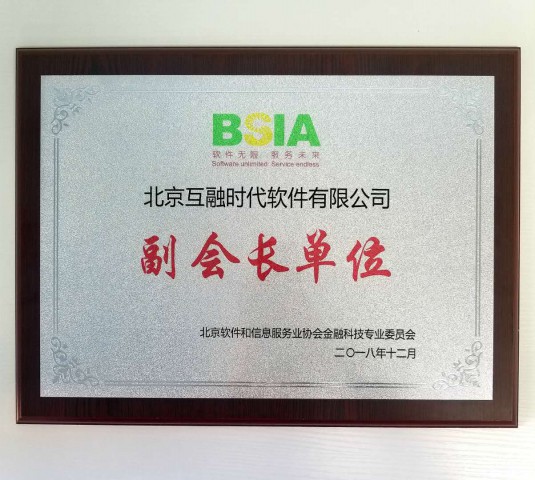 BSIA
软件无限 服务未来
Software unlimited Service endless
北京互融时代软件有限公司
副会长单位
北京软件和信息服务业协会金融科技专业委员会
二〇一八年十二月